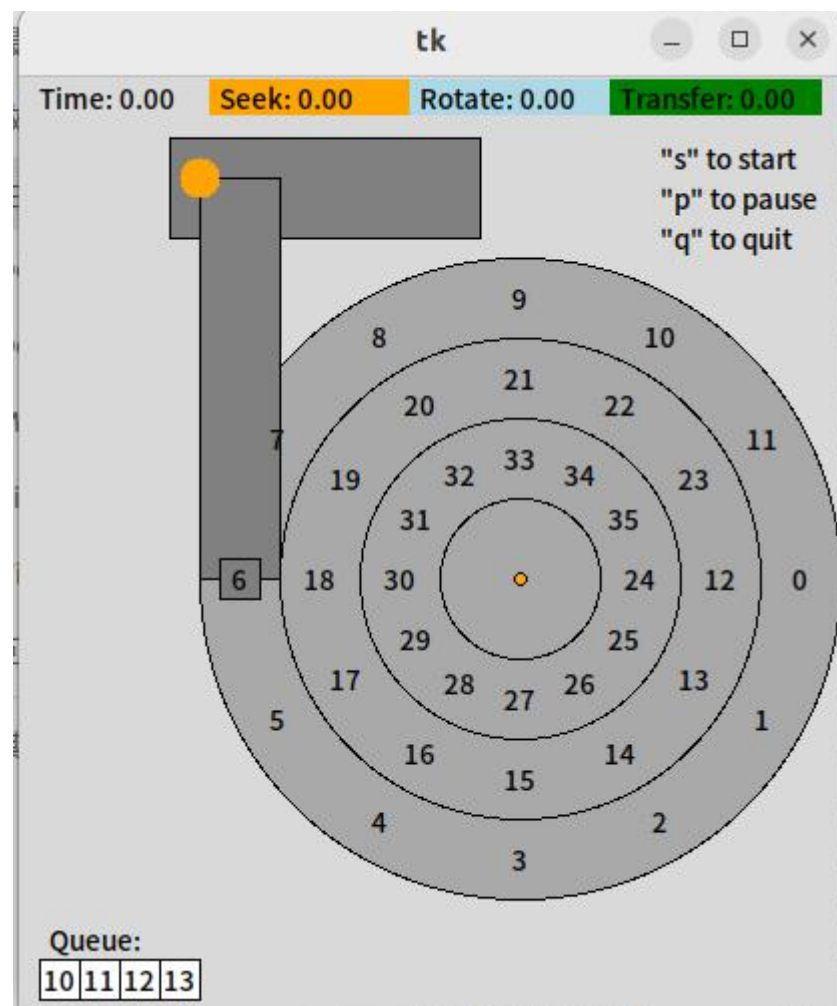 tk
Time: 0.00 Seek: 0.00 Rotate: 0.00 Transfer: 0.00
"s" to start
"p" to pause
"q" to quit
9
8 10
21
20 22
7 11
33
32 34
19 23
31 35
6 18 30 24 12 0
29 25
17 13
28 26
27
5 1
16 14
15
4 2
3
Queue:
10 11 12 13